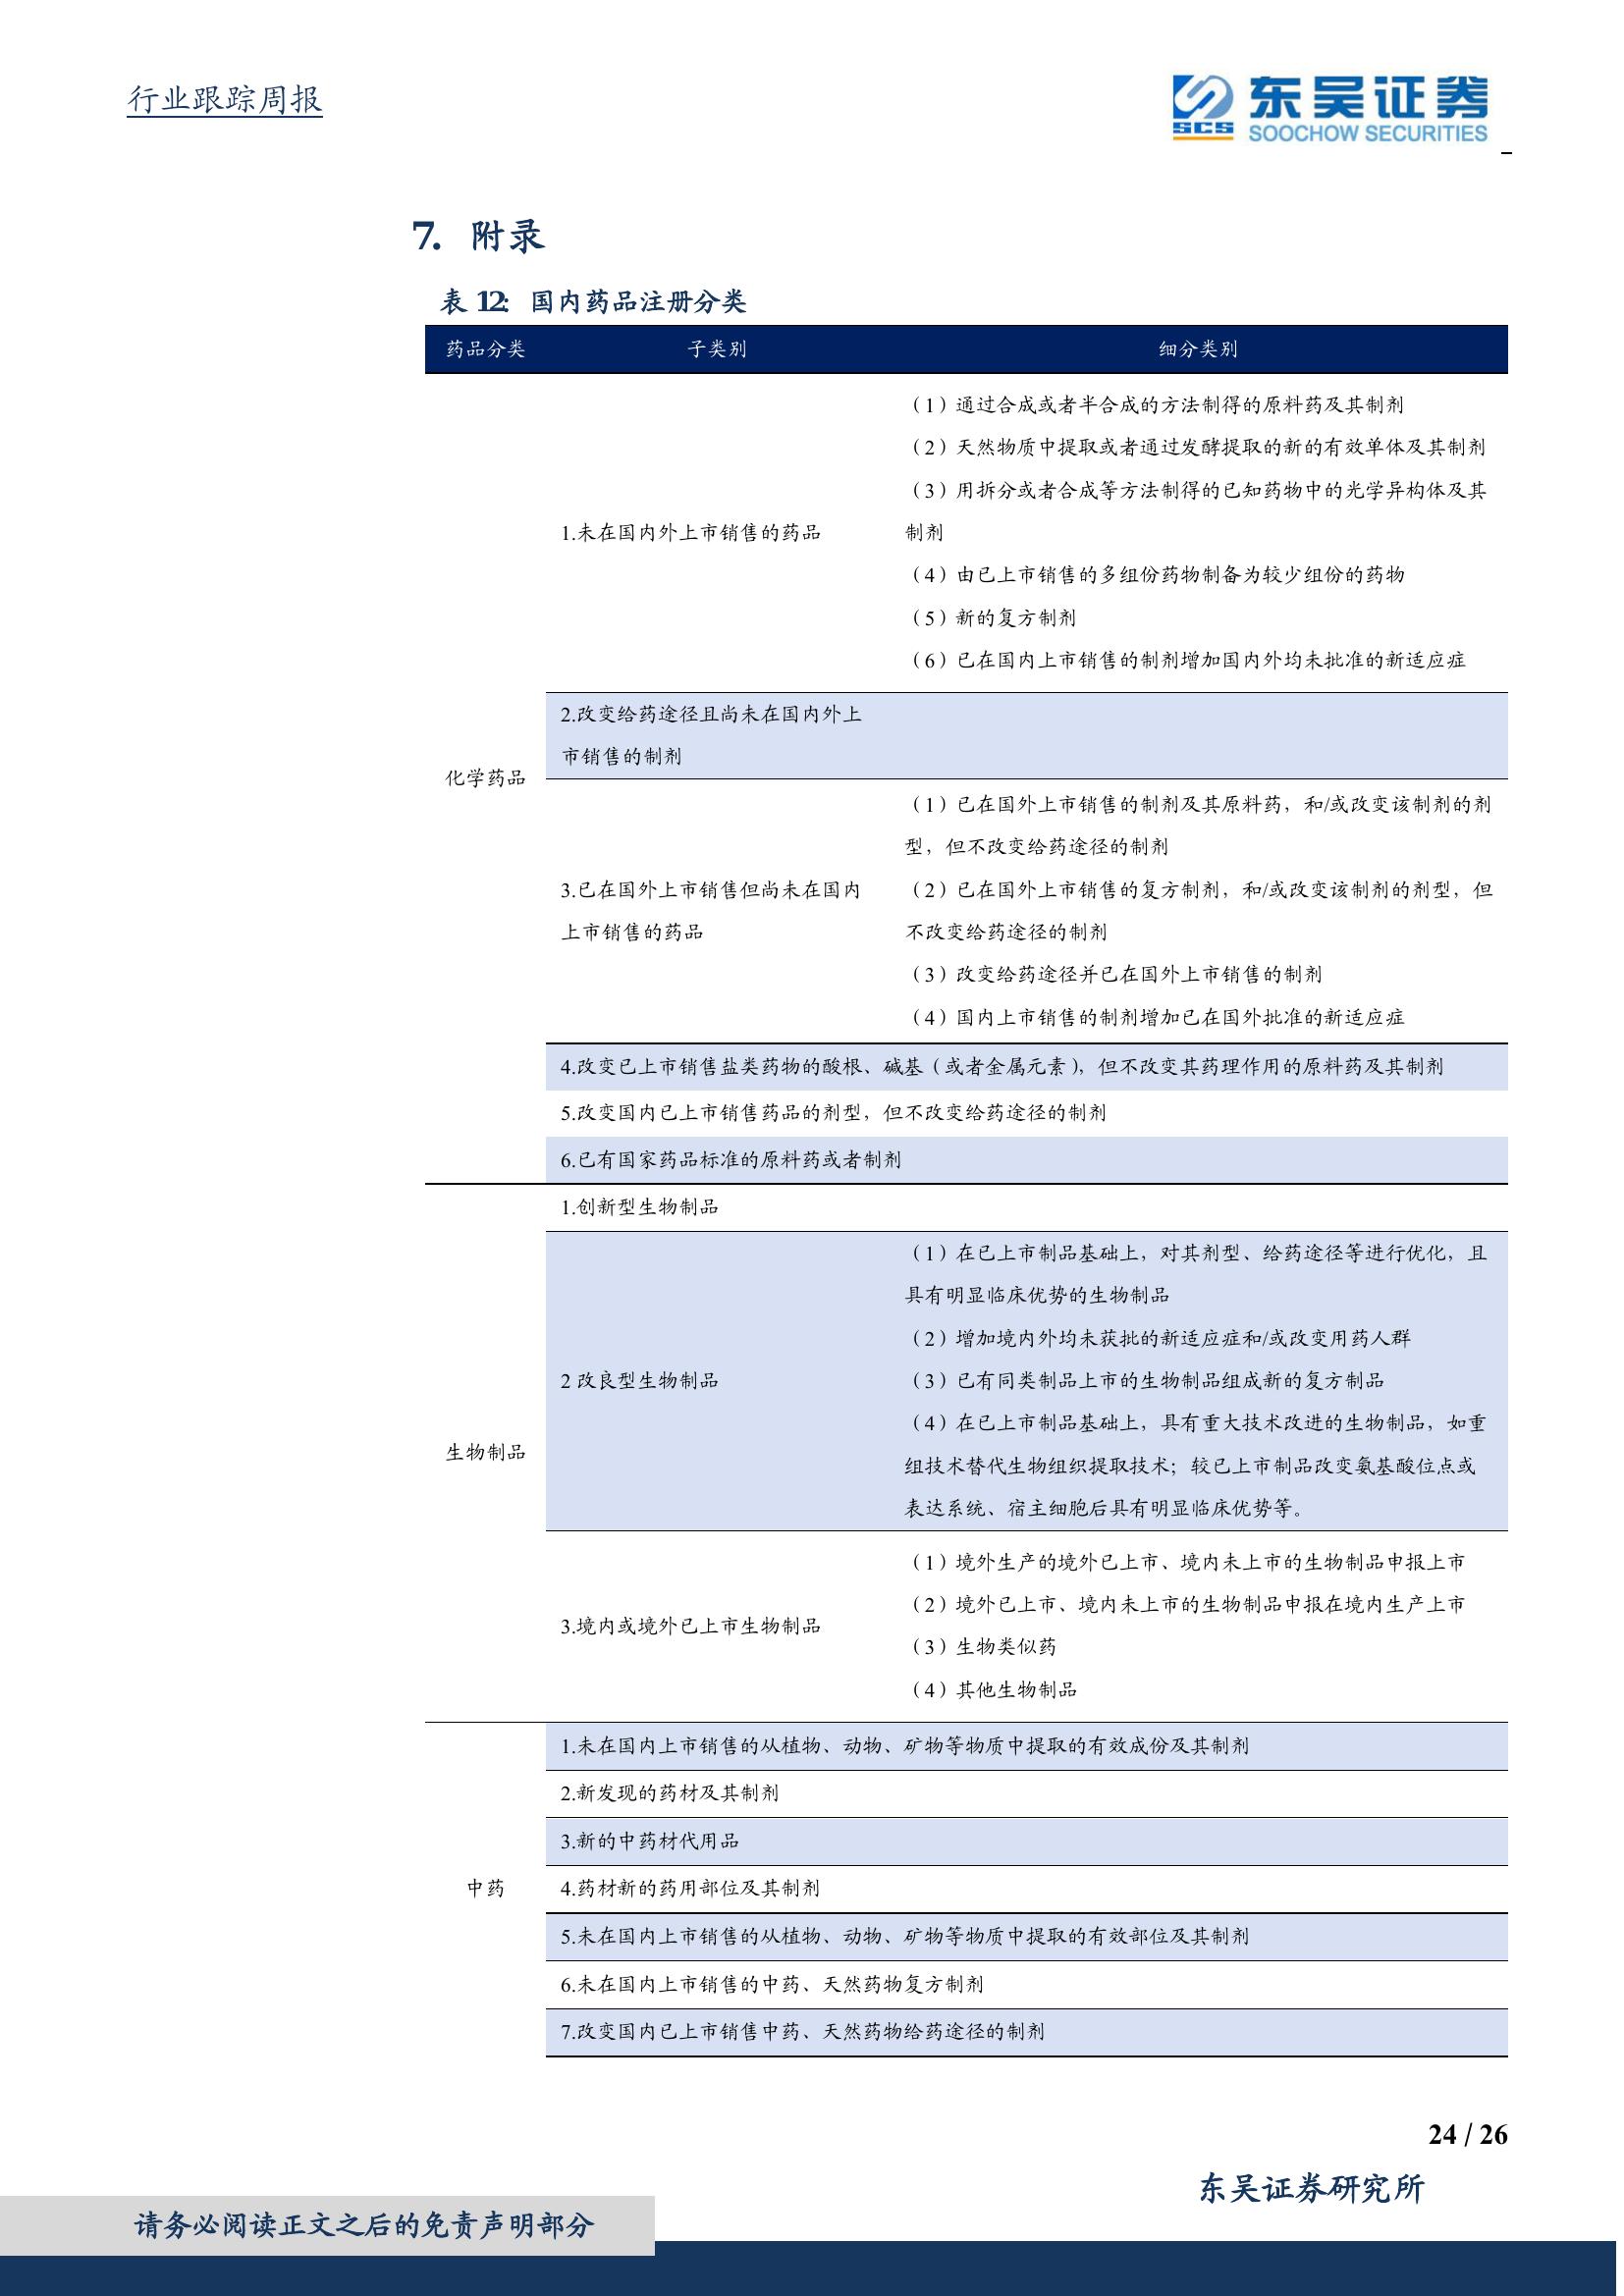 行业跟踪周报
SCS
东吴证券
SOOCHOW SECURITIES
7. 附录
表 12: 国内药品注册分类
药品分类 子类别 细分类别
化学药品
1.未在国内外上市销售的药品
（1）通过合成或者半合成的方法制得的原料药及其制剂
（2）天然物质中提取或者通过发酵提取的新的有效单体及其制剂
（3）用拆分或者合成等方法制得的已知药物中的光学异构体及其
制剂
（4）由已上市销售的多组份药物制备为较少组份的药物
（5）新的复方制剂
（6）已在国内上市销售的制剂增加国内外均未批准的新适应症
2.改变给药途径且尚未在国内外上
市销售的制剂
3.已在国外上市销售但尚未在国内
上市销售的药品
（1）已在国外上市销售的制剂及其原料药，和/或改变该制剂的剂
型，但不改变给药途径的制剂
（2）已在国外上市销售的复方制剂，和/或改变该制剂的剂型，但
不改变给药途径的制剂
（3）改变给药途径并已在国外上市销售的制剂
（4）国内上市销售的制剂增加已在国外批准的新适应症
4.改变已上市销售盐类药物的酸根、碱基（或者金属元素），但不改变其药理作用的原料药及其制剂
5.改变国内已上市销售药品的剂型，但不改变给药途径的制剂
6.已有国家药品标准的原料药或者制剂
生物制品
1.创新型生物制品
2 改良型生物制品
（1）在已上市制品基础上，对其剂型、给药途径等进行优化，且
具有明显临床优势的生物制品
（2）增加境内外均未获批的新适应症和/或改变用药人群
（3）已有同类制品上市的生物制品组成新的复方制品
（4）在已上市制品基础上，具有重大技术改进的生物制品，如重
组技术替代生物组织提取技术；较已上市制品改变氨基酸位点或
表达系统、宿主细胞后具有明显临床优势等。
3.境内或境外已上市生物制品
（1）境外生产的境外已上市、境内未上市的生物制品申报上市
（2）境外已上市、境内未上市的生物制品申报在境内生产上市
（3）生物类似药
（4）其他生物制品
中药
1.未在国内上市销售的从植物、动物、矿物等物质中提取的有效成份及其制剂
2.新发现的药材及其制剂
3.新的中药材代用品
4.药材新的药用部位及其制剂
5.未在国内上市销售的从植物、动物、矿物等物质中提取的有效部位及其制剂
6.未在国内上市销售的中药、天然药物复方制剂
7.改变国内已上市销售中药、天然药物给药途径的制剂
24 / 26
东吴证券研究所
请务必阅读正文之后的免责声明部分